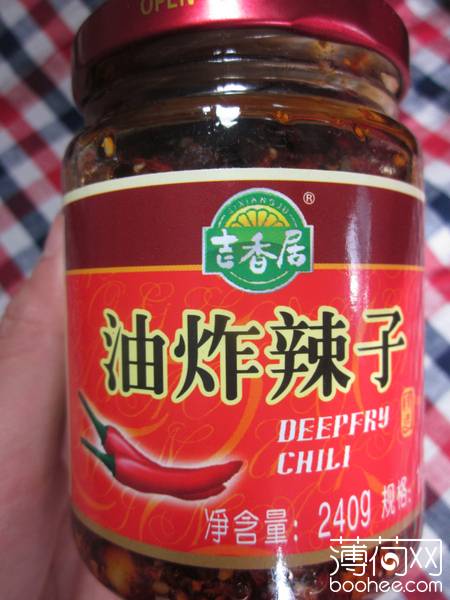 OPEN
JIXIANGJU
吉香居®
油炸辣子
DEEPFRY
CHILI
净含量: 240g 规格:
薄荷网
boohee.com